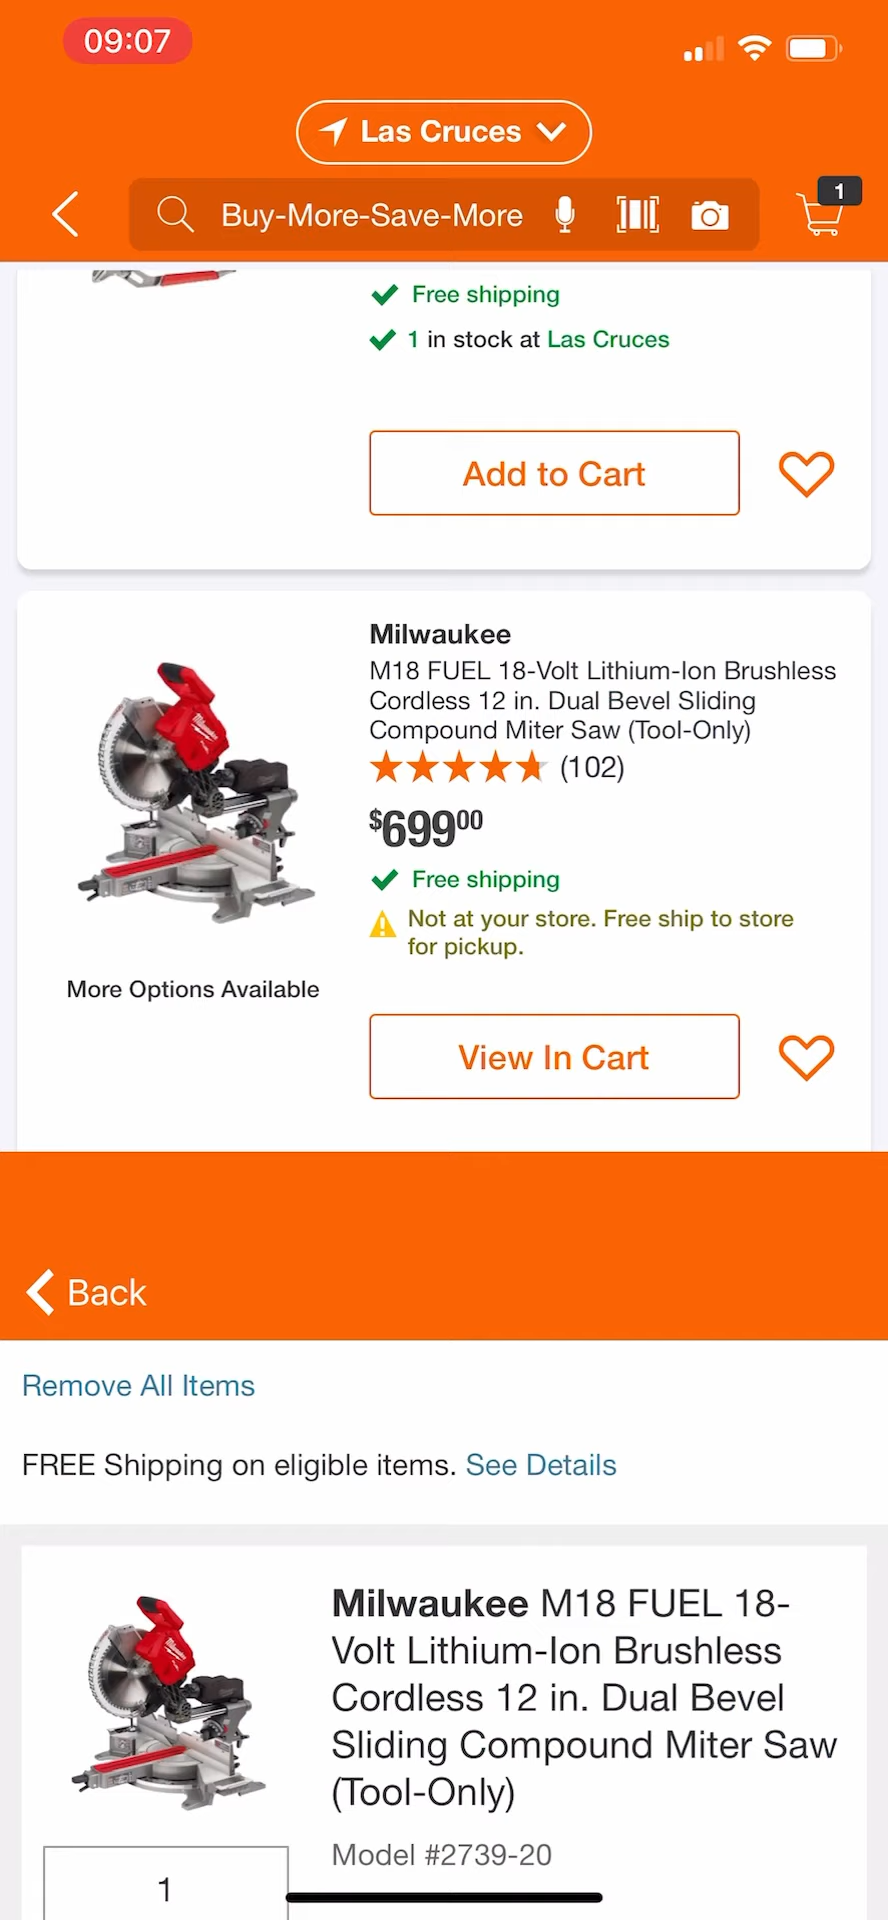 09:07
Las Cruces
Buy-More-Save-More
1
Free shipping
1 in stock at Las Cruces
Add to Cart
Milwaukee
M18 FUEL 18-Volt Lithium-Ion Brushless
Cordless 12 in. Dual Bevel Sliding
Compound Miter Saw (Tool-Only)
(102)
$69900
Free shipping
Not at your store. Free ship to store
for pickup.
More Options Available
View In Cart
Back
Remove All Items
FREE Shipping on eligible items. See Details
Milwaukee M18 FUEL 18-
Volt Lithium-Ion Brushless
Cordless 12 in. Dual Bevel
Sliding Compound Miter Saw
(Tool-Only)
Model #2739-20
1